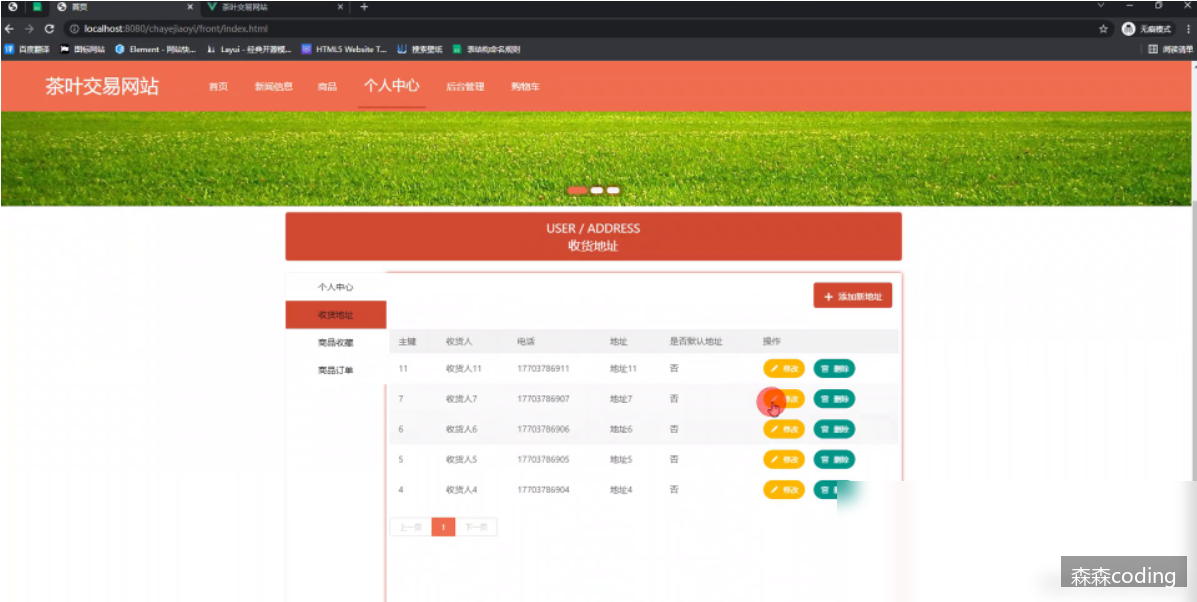 首页
茶叶交易网站
localhost:8080/chayejiaoyi/front/index.html
无痕模式
百度翻译 图标网站 Element - 网站快... Layui - 经典开源模... HTML5 Website T... 搜索壁纸 表结构命名规则
阅读清单
茶叶交易网站 首页 新闻信息 商品 个人中心 后台管理 购物车
USER / ADDRESS
收货地址
个人中心
收货地址
商品收藏
商品订单
添加新地址
主键 收货人 电话 地址 是否默认地址 操作
11 收货人11 17703786911 地址11 否 修改 删除
7 收货人7 17703786907 地址7 否 修改 删除
6 收货人6 17703786906 地址6 否 修改 删除
5 收货人5 17703786905 地址5 否 修改 删除
4 收货人4 17703786904 地址4 否 修改
上一页 1 下一页
森森coding